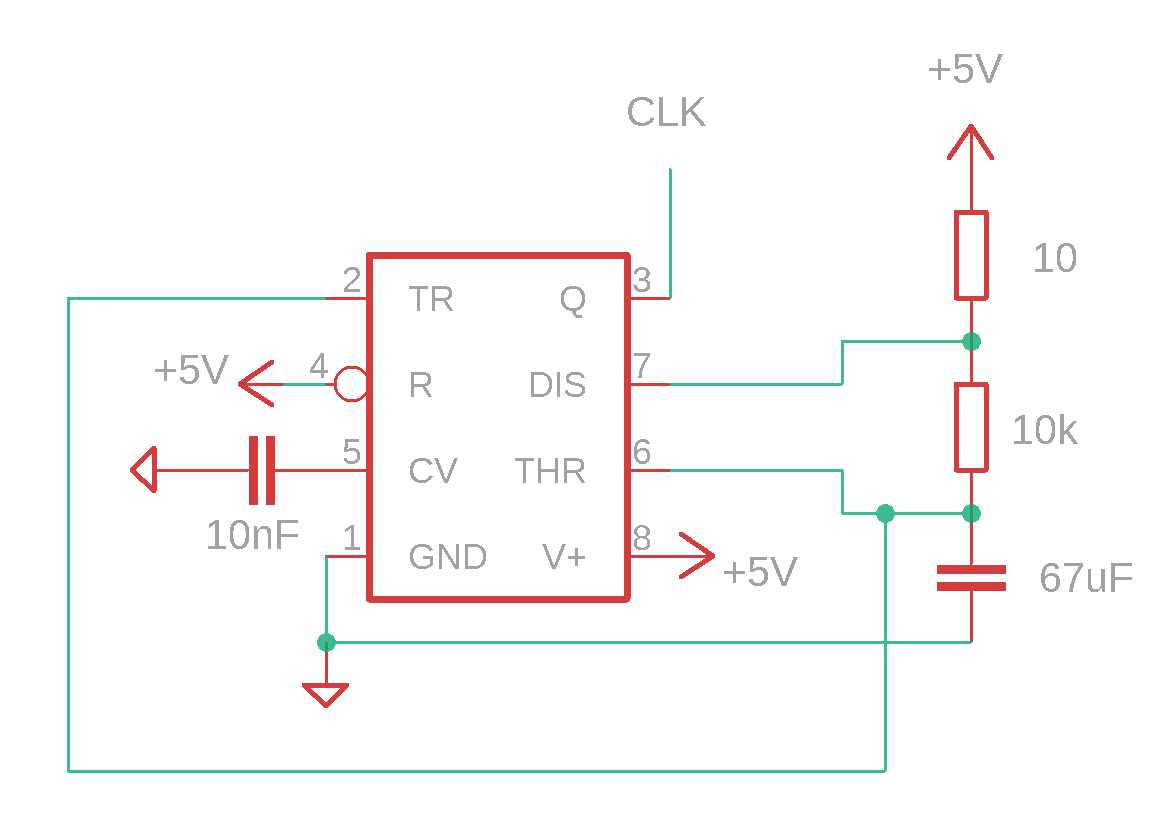 +5V
CLK
10
2 TR Q 3
+5V 4 R DIS 7
10k
5 CV THR 6
10nF
1 GND V+ 8
+5V
67uF